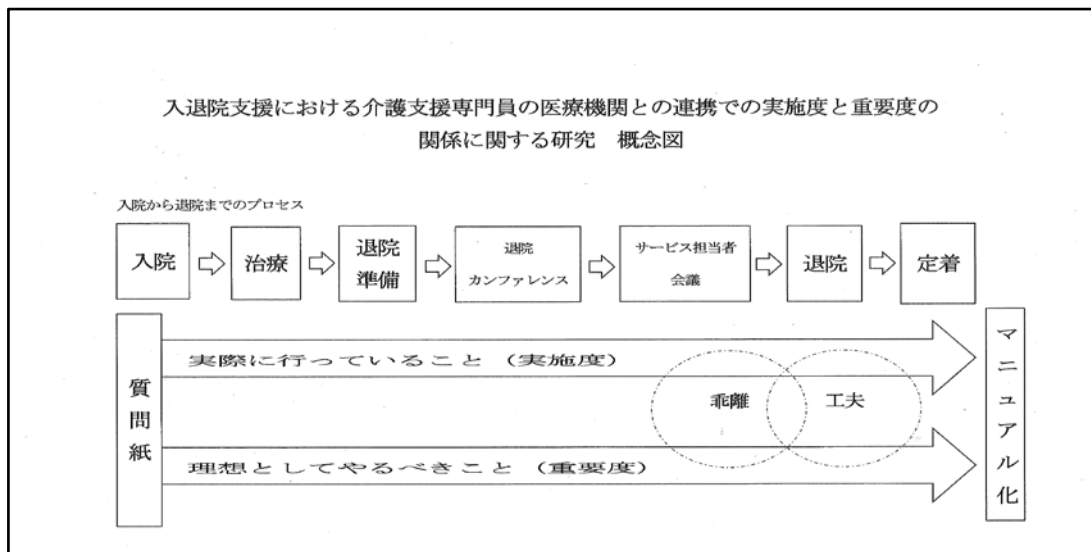 入退院支援における介護支援専門員の医療機関との連携での実施度と重要度の
関係に関する研究　概念図
入院から退院までのプロセス
入院
治療
退院
準備
退院
カンファレンス
サービス担当者
会議
退院
定着
質問紙
実際に行っていること（実施度）
乖離
工夫
理想としてやるべきこと（重要度）
マニュアル化